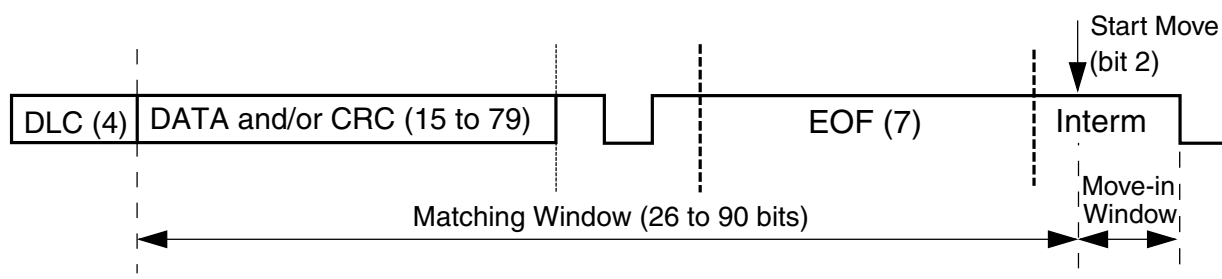 Start Move
(bit 2)
DLC (4)
DATA and/or CRC (15 to 79)
EOF (7)
Interm
Matching Window (26 to 90 bits)
Move-in
Window